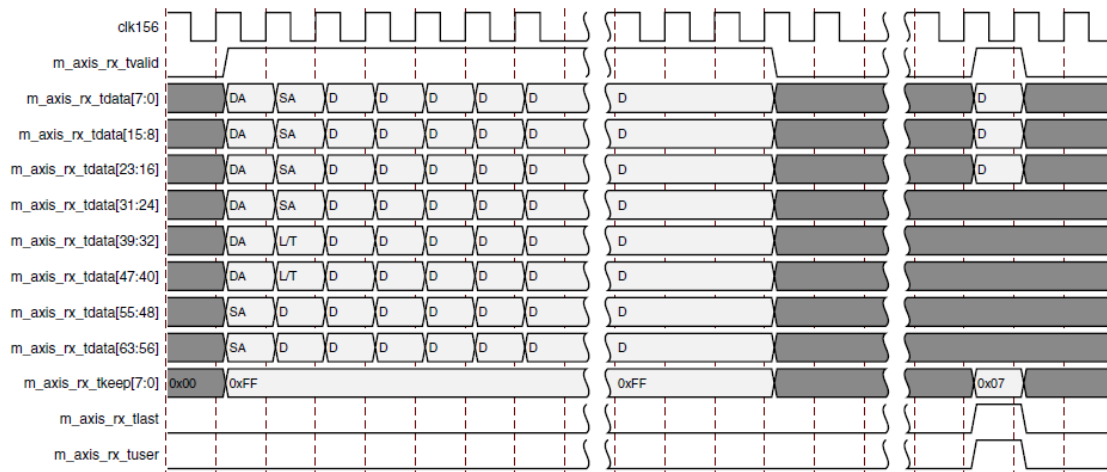 clk156
m_axis_rx_tvalid
m_axis_rx_tdata[7:0] DA SA D D D D D D D
m_axis_rx_tdata[15:8] DA SA D D D D D D D
m_axis_rx_tdata[23:16] DA SA D D D D D D D
m_axis_rx_tdata[31:24] DA SA D D D D D D
m_axis_rx_tdata[39:32] DA L/T D D D D D D
m_axis_rx_tdata[47:40] DA L/T D D D D D D
m_axis_rx_tdata[55:48] SA D D D D D D D
m_axis_rx_tdata[63:56] SA D D D D D D D
m_axis_rx_tkeep[7:0] 0x00 0xFF 0xFF 0x07
m_axis_rx_tlast
m_axis_rx_tuser